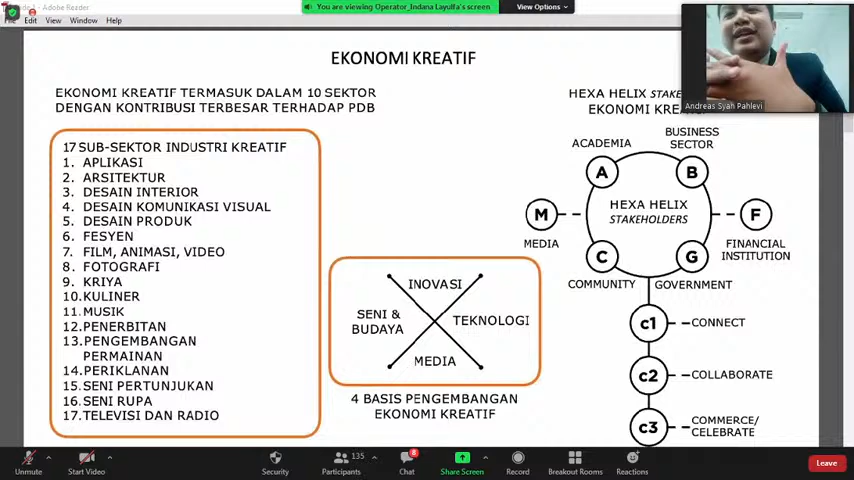 Adobe Reader
You are viewing Operator_Indana Layulfa's screen
View Options
File Edit View Window Help
EKONOMI KREATIF
EKONOMI KREATIF TERMASUK DALAM 10 SEKTOR
DENGAN KONTRIBUSI TERBESAR TERHADAP PDB
17 SUB-SEKTOR INDUSTRI KREATIF
1. APLIKASI
2. ARSITEKTUR
3. DESAIN INTERIOR
4. DESAIN KOMUNIKASI VISUAL
5. DESAIN PRODUK
6. FESYEN
7. FILM, ANIMASI, VIDEO
8. FOTOGRAFI
9. KRIYA
10. KULINER
11. MUSIK
12. PENERBITAN
13. PENGEMBANGAN
PERMAINAN
14. PERIKLANAN
15. SENI PERTUNJUKAN
16. SENI RUPA
17. TELEVISI DAN RADIO
INOVASI
SENI &
BUDAYA
TEKNOLOGI
MEDIA
4 BASIS PENGEMBANGAN
EKONOMI KREATIF
HEXA HELIX
EKONOMI
Andreas Syah Pahlevi
ACADEMIA
BUSINESS
SECTOR
A
B
HEXA HELIX
STAKEHOLDERS
M
F
MEDIA
FINANCIAL
INSTITUTION
C
G
COMMUNITY
GOVERNMENT
c1
CONNECT
c2
COLLABORATE
c3
COMMERCE/
CELEBRATE
Unmute
Start Video
Security
135
Participants
8
Chat
Share Screen
Record
Breakout Rooms
Reactions
Leave